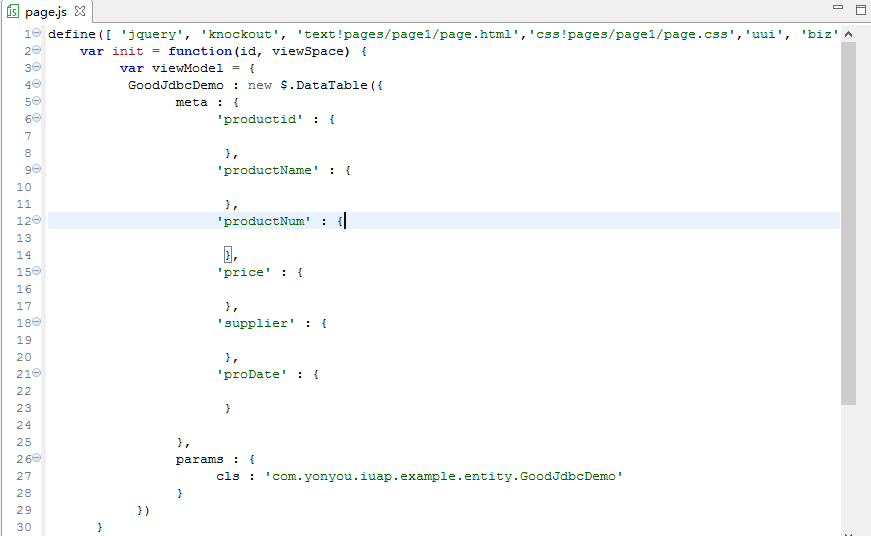 page.js
1 define([ 'jquery', 'knockout', 'text!pages/page1/page.html','css!pages/page1/page.css','uui', 'biz'
2     var init = function(id, viewSpace) {
3          var viewModel = {
4           GoodJdbcDemo : new $.DataTable({
5                 meta : {
6                      'productid' : {
7
8                       },
9                      'productName' : {
10
11                       },
12                      'productNum' : {
13
14                       },
15                      'price' : {
16
17                       },
18                      'supplier' : {
19
20                       },
21                      'proDate' : {
22
23                       }
24
25                 },
26                 params : {
27                      cls : 'com.yonyou.iuap.example.entity.GoodJdbcDemo'
28                 }
29            })
30       }